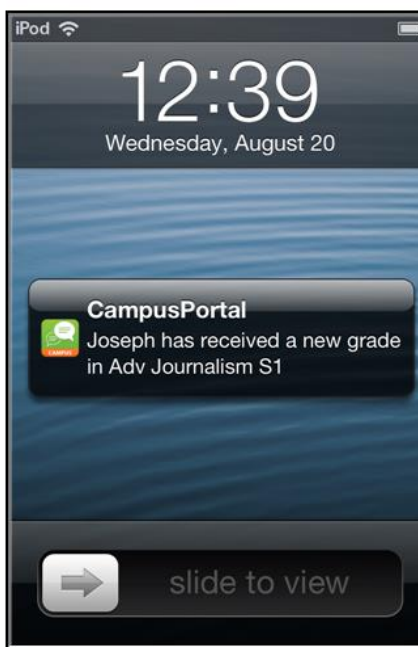 iPod
12:39
Wednesday, August 20
CampusPortal
CAMPUS
Joseph has received a new grade
in Adv Journalism S1
slide to view